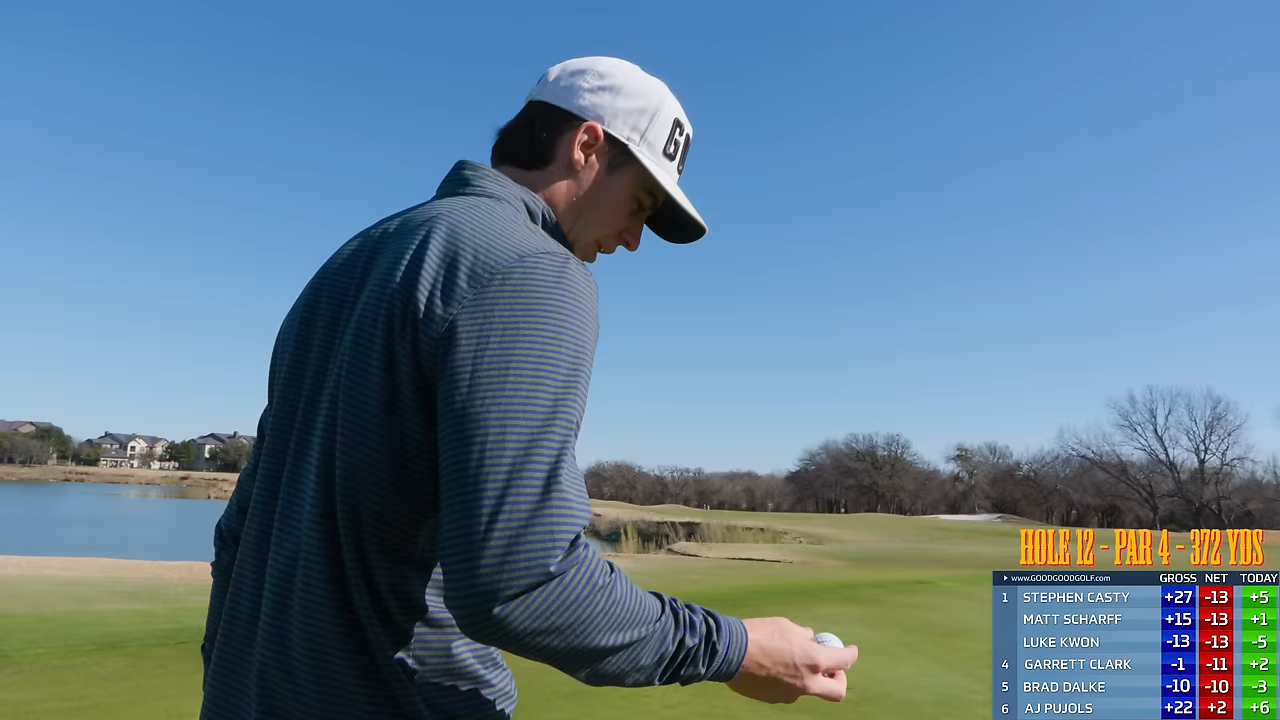 GO
HOLE 12 - PAR 4 - 372 YDS
www.GOODGOODGOLF.com GROSS NET TODAY
1 STEPHEN CASTY +27 -13 +5
MATT SCHARFF +15 -13 +1
LUKE KWON -13 -13 -5
4 GARRETT CLARK -1 -11 +2
5 BRAD DALKE -10 -10 -3
6 AJ PUJOLS +22 +2 +6